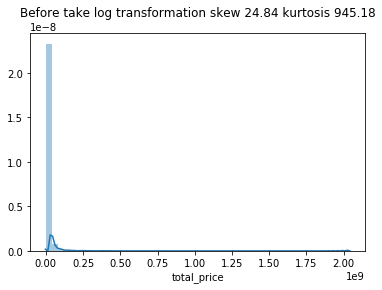 Before take log transformation skew 24.84 kurtosis 945.18
1e−8
2.0
1.5
1.0
0.5
0.0
0.00 0.25 0.50 0.75 1.00 1.25 1.50 1.75 2.00
1e9
total_price